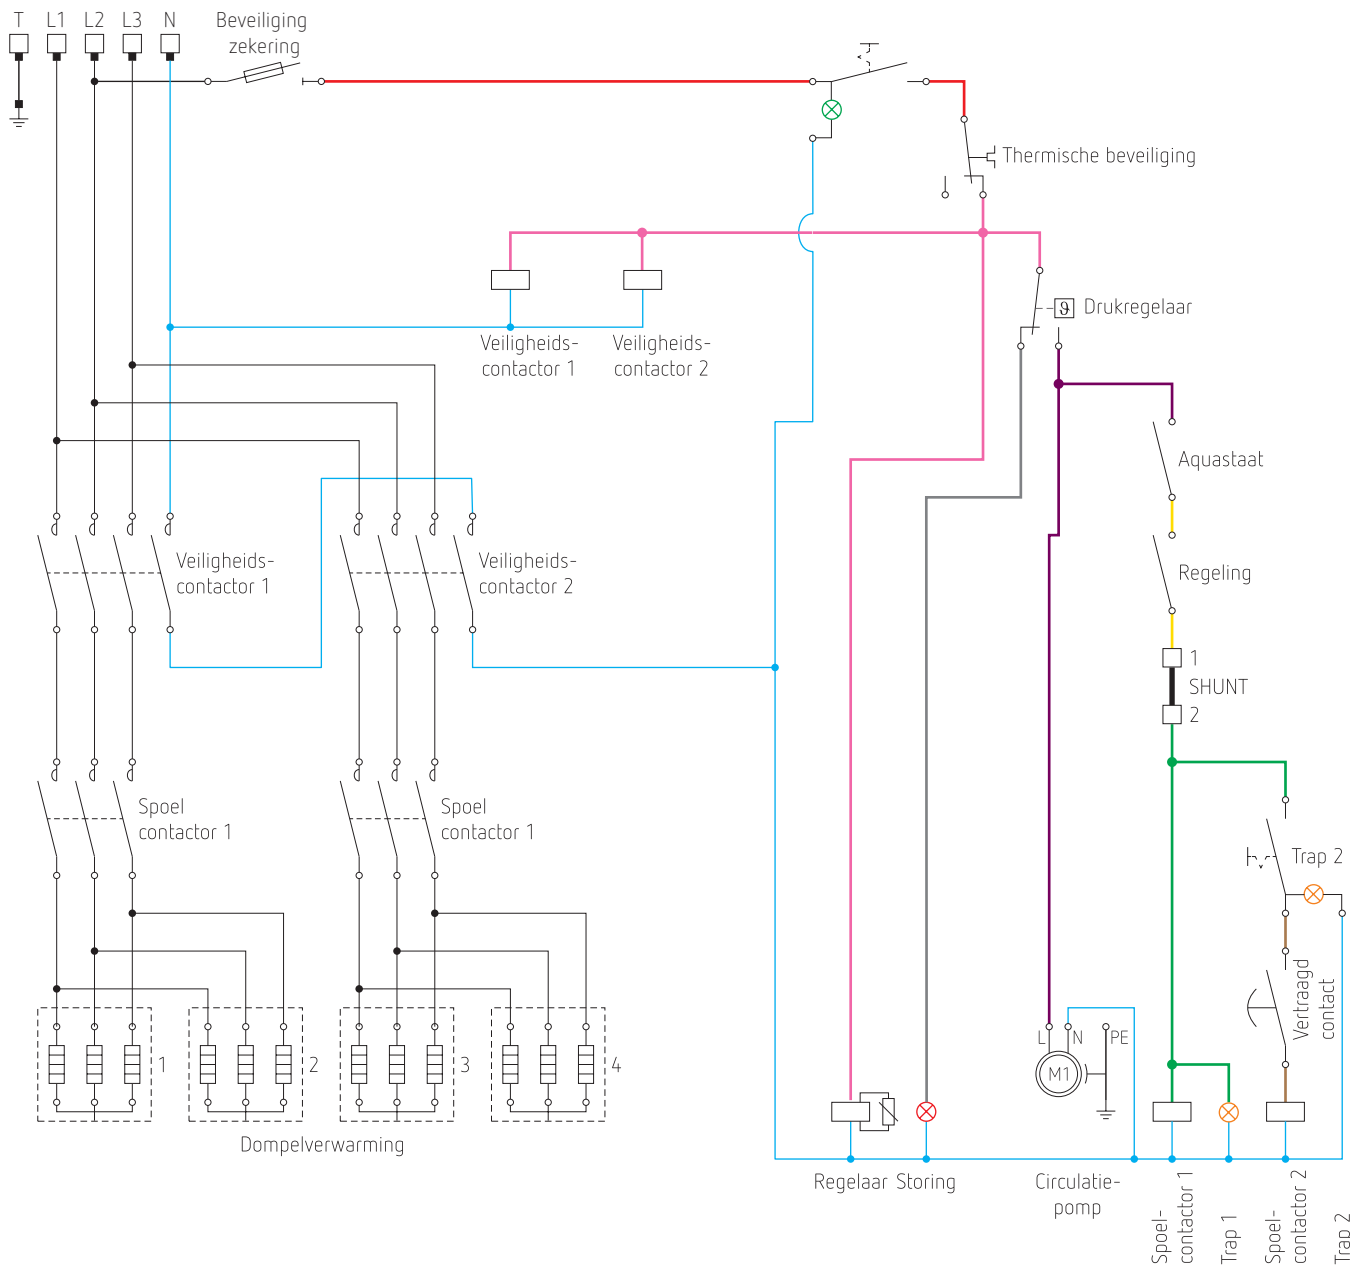 T L1 L2 L3 N
Beveiliging
zekering
Thermische beveiliging
ϑ Drukregelaar
Veiligheids-
contactor 1
Veiligheids-
contactor 2
Aquastaat
Veiligheids-
contactor 1
Veiligheids-
contactor 2
Regeling
1
SHUNT
2
Spoel
contactor 1
Spoel
contactor 1
Trap 2
Vertraagd
contact
L N PE
M1
1 2 3 4
Dompelverwarming
Regelaar Storing
Circulatie-
pomp
Spoel-
contactor 1
Trap 1
Spoel-
contactor 2
Trap 2